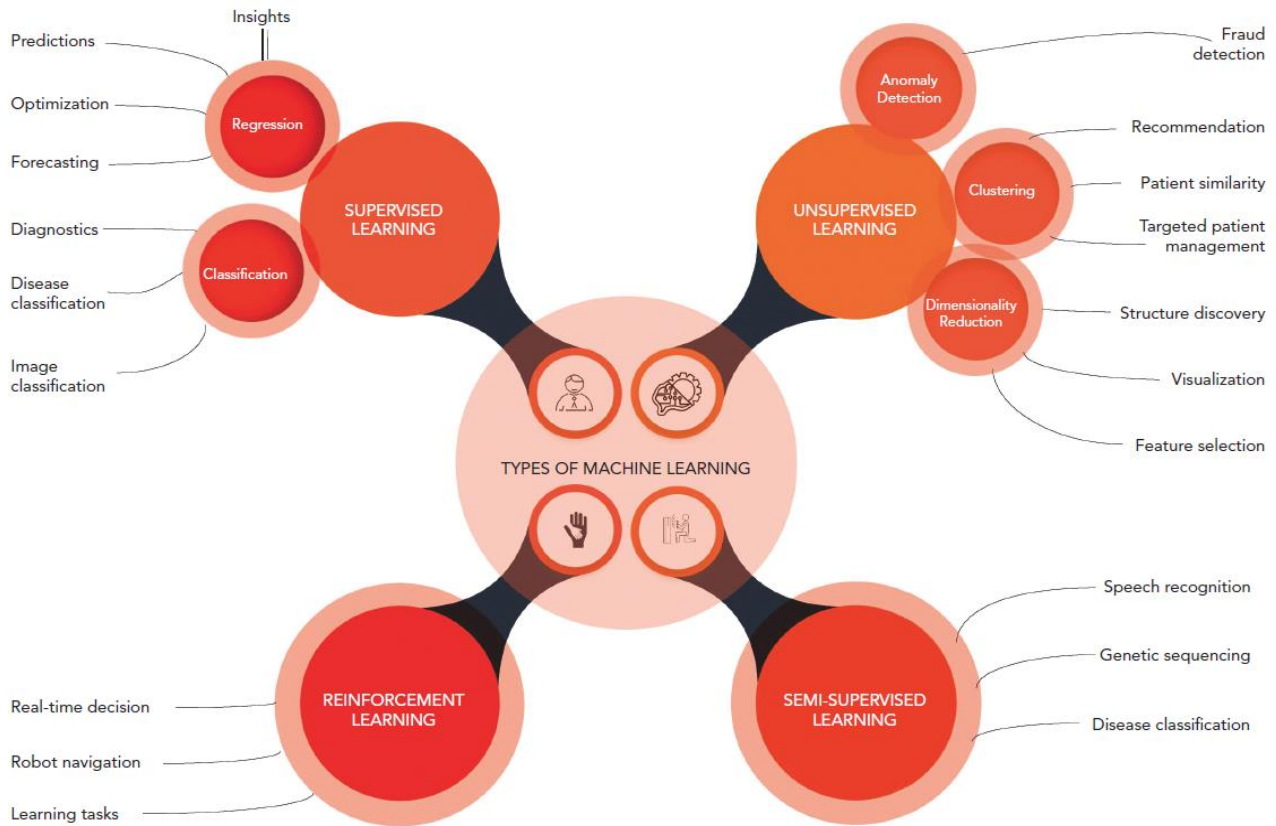 Insights
Predictions
Optimization
Forecasting
Regression
Diagnostics
Disease
classification
Image
classification
Classification
SUPERVISED
LEARNING
Fraud
detection
Anomaly
Detection
Recommendation
Patient similarity
Targeted patient
management
Clustering
UNSUPERVISED
LEARNING
Dimensionality
Reduction
Structure discovery
Visualization
Feature selection
TYPES OF MACHINE LEARNING
REINFORCEMENT
LEARNING
Real-time decision
Robot navigation
Learning tasks
SEMI-SUPERVISED
LEARNING
Speech recognition
Genetic sequencing
Disease classification